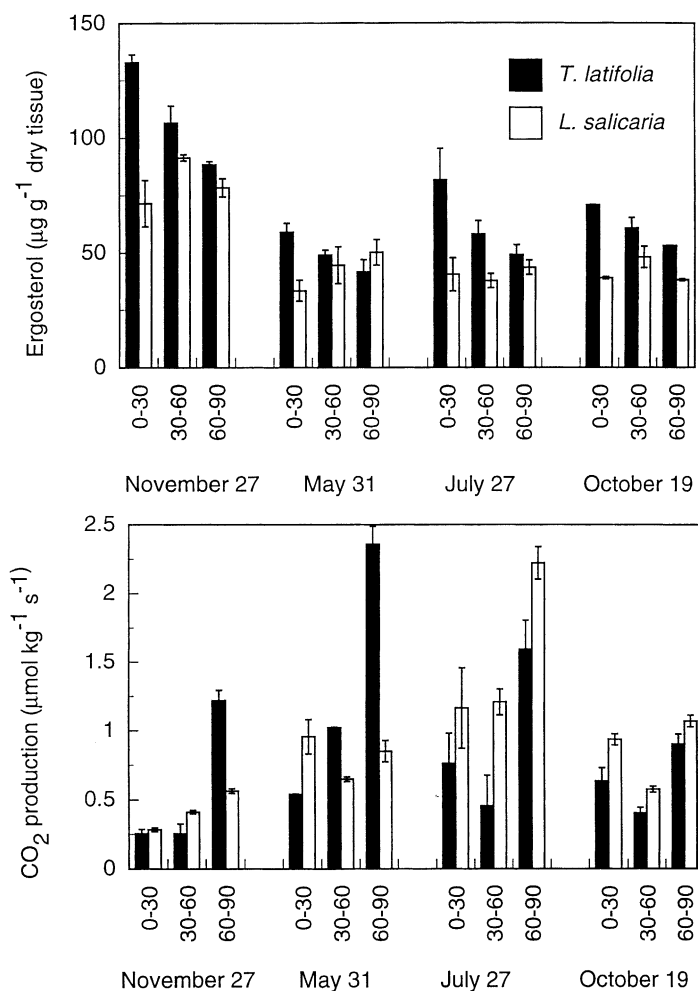 150
100
50
0
Ergosterol (µg g-1 dry tissue)
T. latifolia
L. salicaria
0-30
30-60
60-90
0-30
30-60
60-90
0-30
30-60
60-90
0-30
30-60
60-90
November 27
May 31
July 27
October 19
2.5
2
1.5
1
0.5
0
CO2 production (µmol kg-1 s-1)
0-30
30-60
60-90
0-30
30-60
60-90
0-30
30-60
60-90
0-30
30-60
60-90
November 27
May 31
July 27
October 19